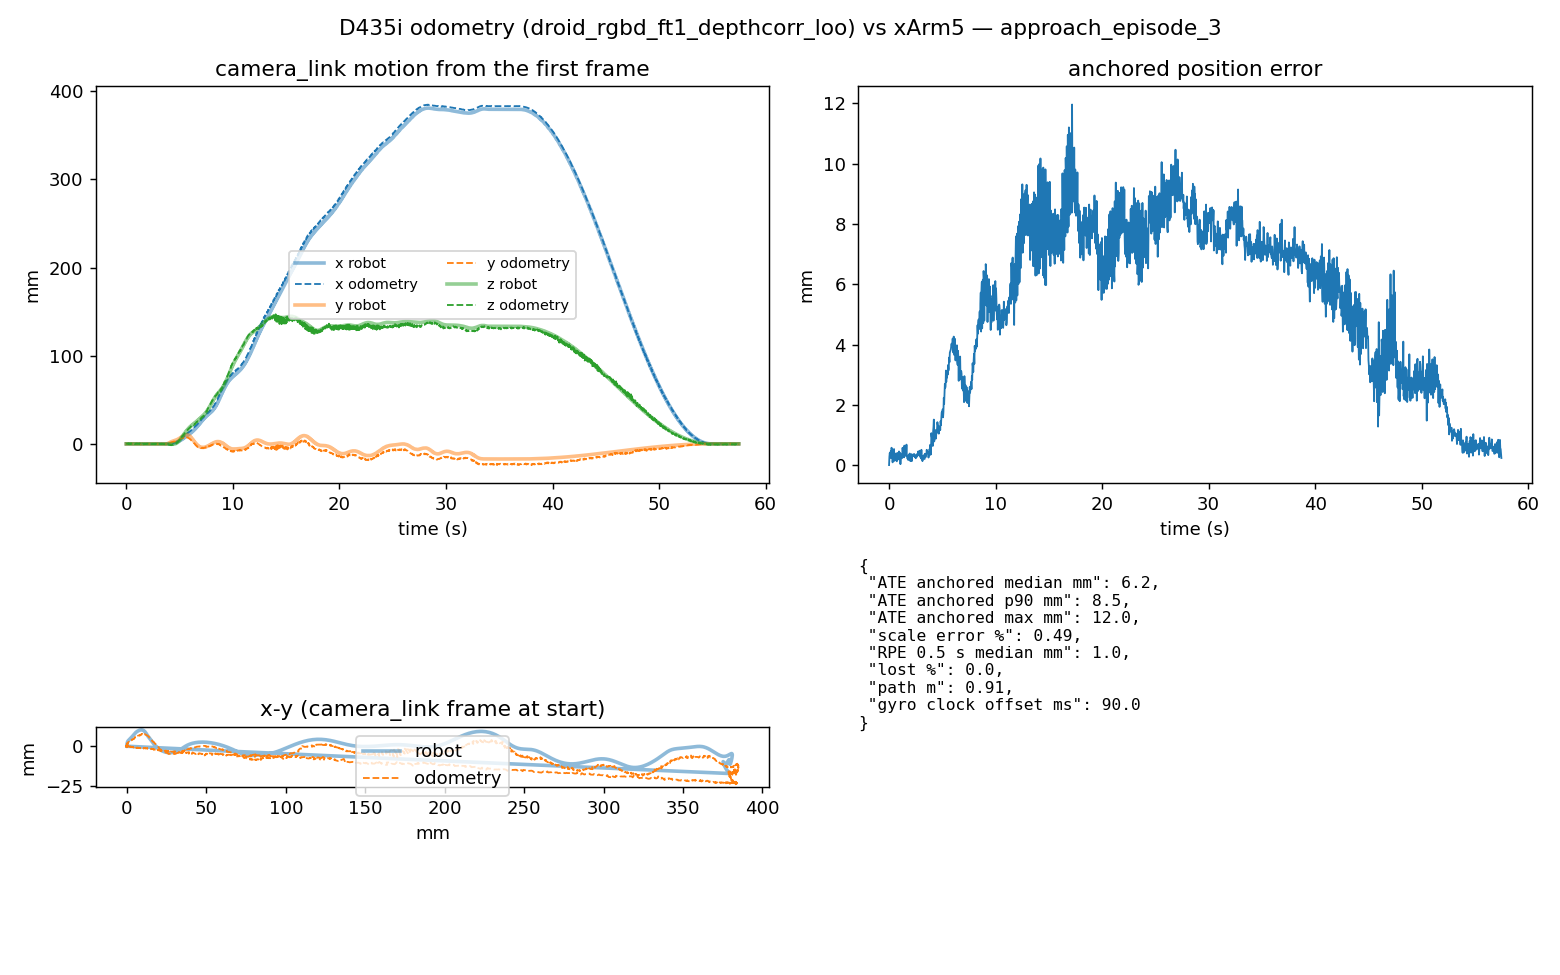 D435i odometry (droid_rgbd_ft1_depthcorr_loo) vs xArm5 — approach_episode_3
camera_link motion from the first frame
400
300
200
100
0
mm
x robot
x odometry
y robot
y odometry
z robot
z odometry
0 10 20 30 40 50 60
time (s)
anchored position error
12
10
8
6
4
2
0
mm
0 10 20 30 40 50 60
time (s)
x-y (camera_link frame at start)
0
−25
mm
robot
odometry
0 50 100 150 200 250 300 350 400
mm
{
"ATE anchored median mm": 6.2,
"ATE anchored p90 mm": 8.5,
"ATE anchored max mm": 12.0,
"scale error %": 0.49,
"RPE 0.5 s median mm": 1.0,
"lost %": 0.0,
"path m": 0.91,
"gyro clock offset ms": 90.0
}